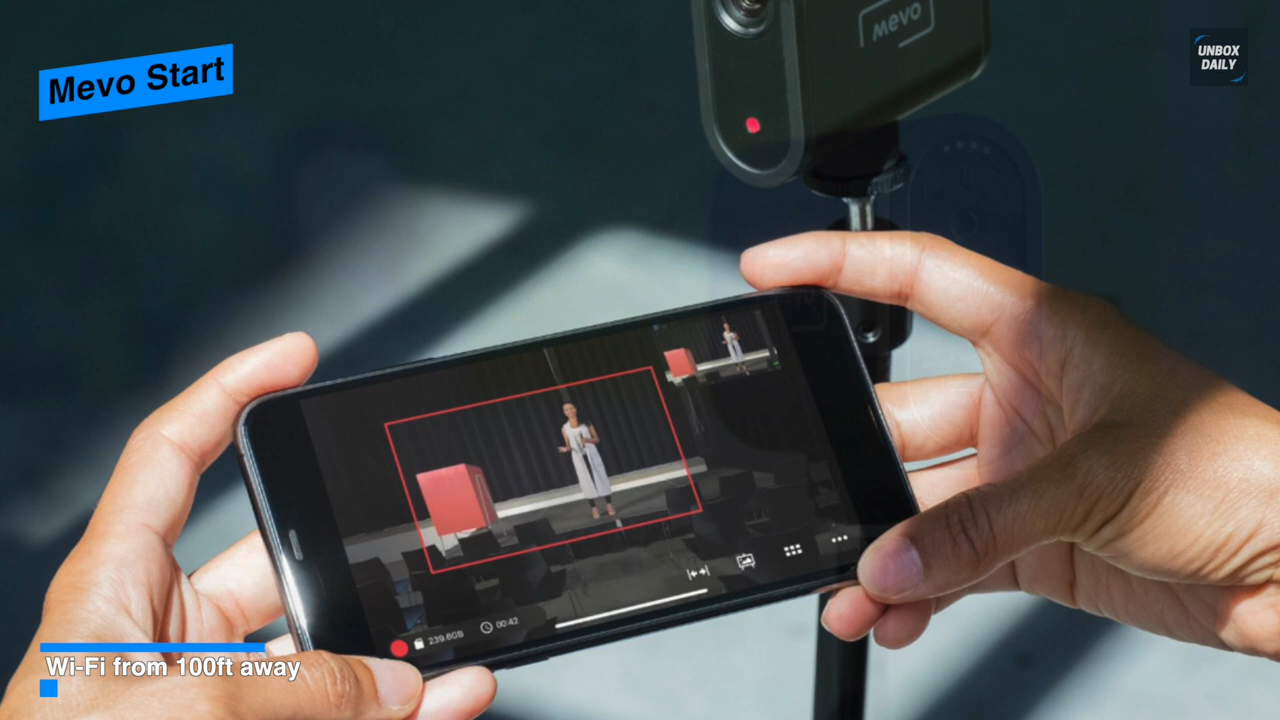 Mevo Start
mevo
UNBOX
DAILY
239.6GB
00:42
Wi-Fi from 100ft away